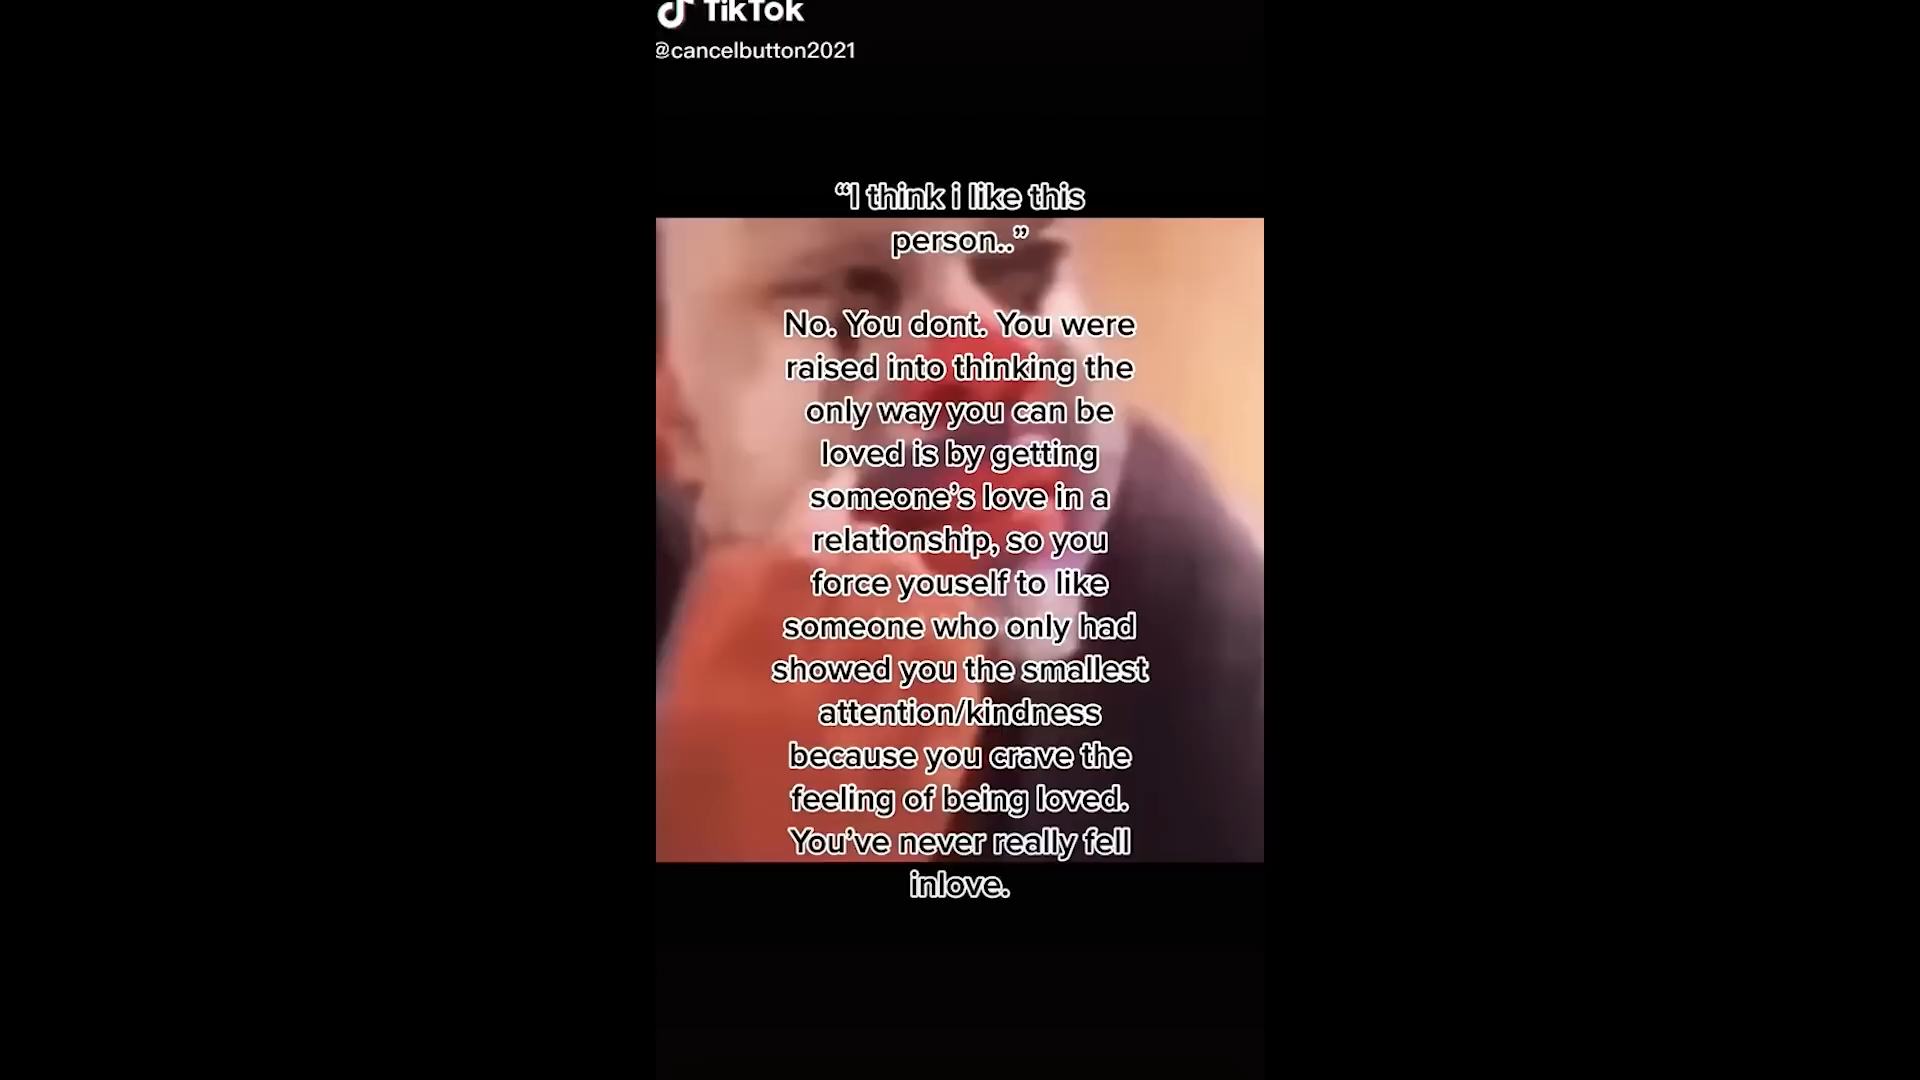 TikTok
@cancelbutton2021
“I think i like this
person..”
No. You dont. You were
raised into thinking the
only way you can be
loved is by getting
someone’s love in a
relationship, so you
force youself to like
someone who only had
showed you the smallest
attention/kindness
because you crave the
feeling of being loved.
You’ve never really fell
inlove.